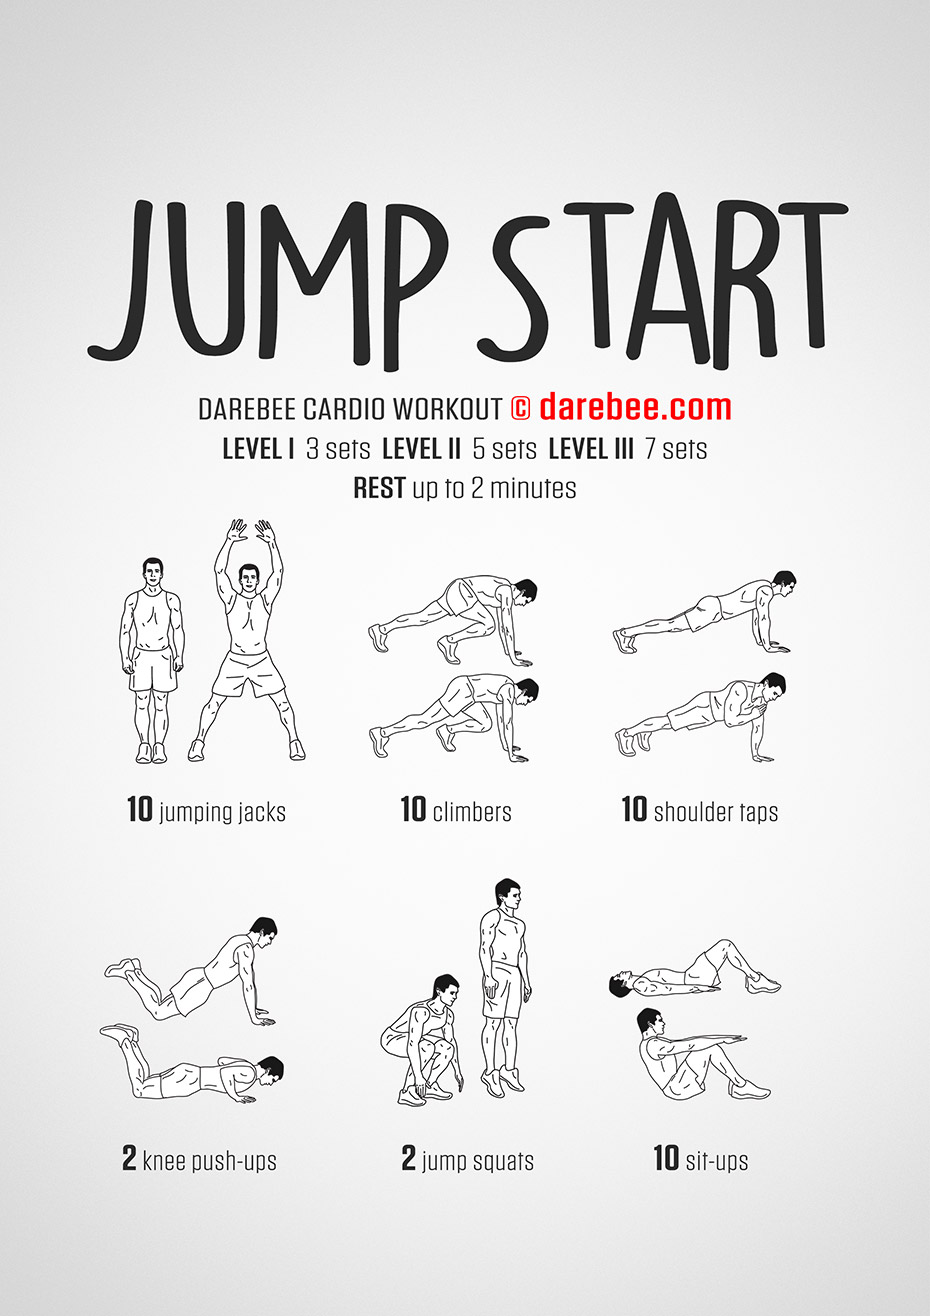 JUMP START
DAREBEE CARDIO WORKOUT © darebee.com
LEVEL I 3 sets LEVEL II 5 sets LEVEL III 7 sets
REST up to 2 minutes
10 jumping jacks
10 climbers
10 shoulder taps
2 knee push-ups
2 jump squats
10 sit-ups